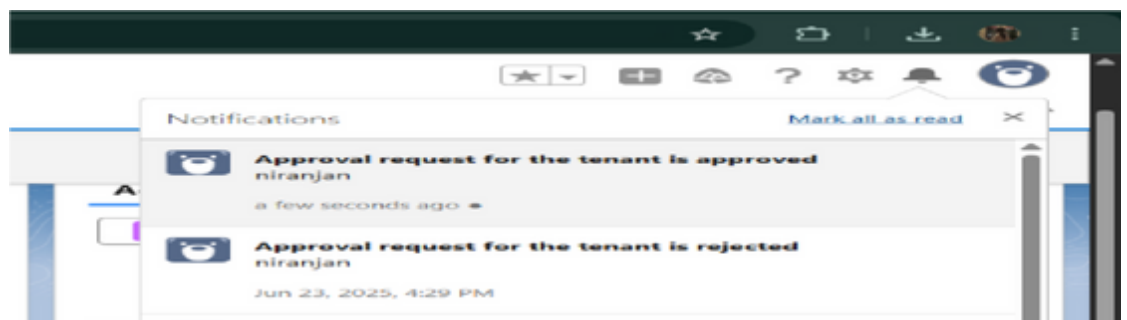 Notifications
Mark all as read
Approval request for the tenant is approved
niranjan
a few seconds ago
Approval request for the tenant is rejected
niranjan
Jun 23, 2025, 4:29 PM